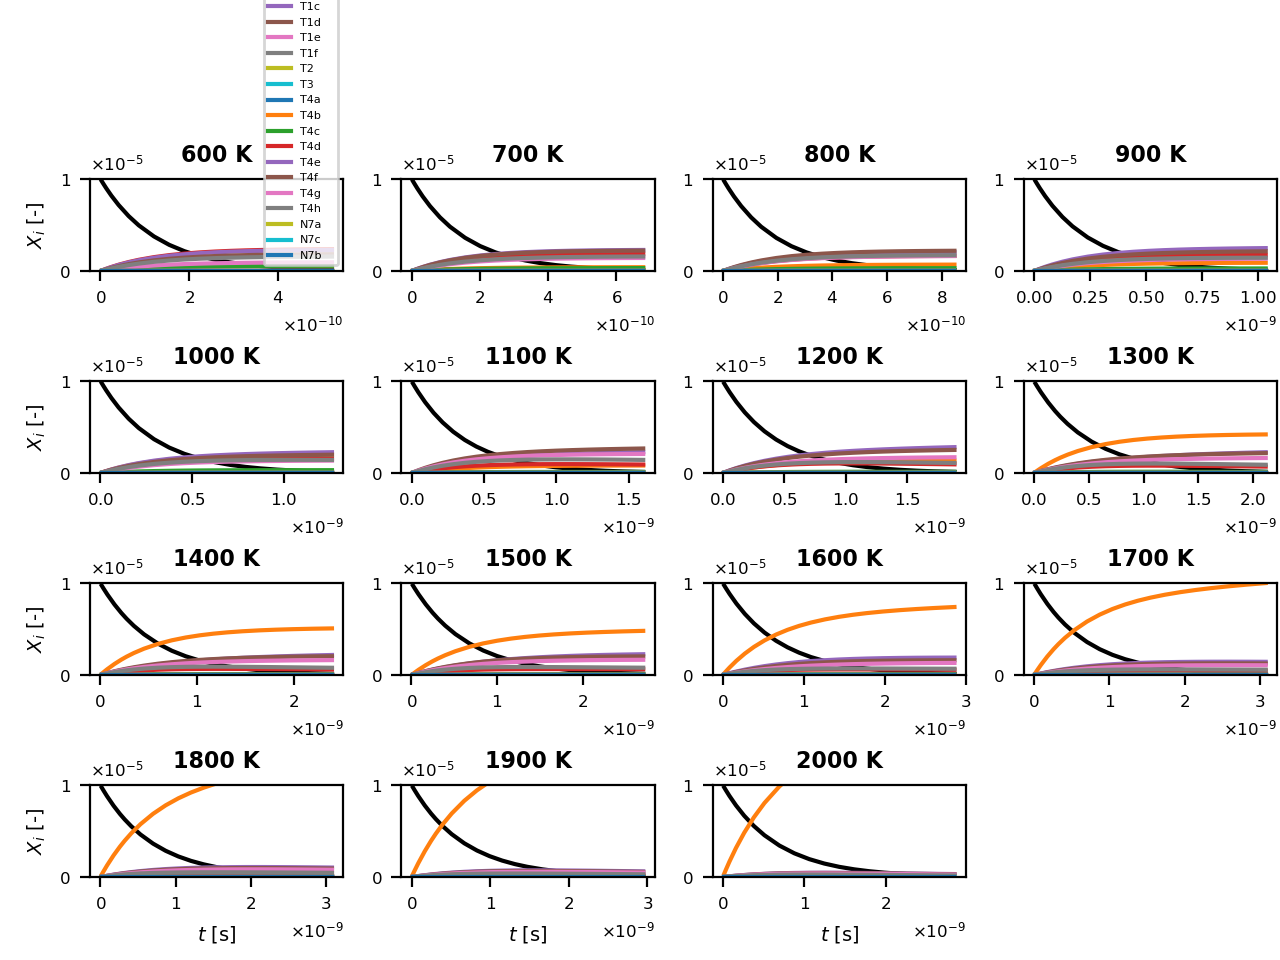 T1c
T1d
T1e
T1f
T2
T3
T4a
T4b
T4c
T4d
T4e
T4f
T4g
T4h
N7a
N7c
N7b
600 K 700 K 800 K 900 K
×10⁻⁵ ×10⁻⁵ ×10⁻⁵ ×10⁻⁵
1 1 1 1
X_i [-]
0 0 0 0
0 2 4 0 2 4 6 0 2 4 6 8 0.00 0.25 0.50 0.75 1.00
×10⁻¹⁰ ×10⁻¹⁰ ×10⁻¹⁰ ×10⁻⁹
1000 K 1100 K 1200 K 1300 K
×10⁻⁵ ×10⁻⁵ ×10⁻⁵ ×10⁻⁵
1 1 1 1
X_i [-]
0 0 0 0
0.0 0.5 1.0 0.0 0.5 1.0 1.5 0.0 0.5 1.0 1.5 0.0 0.5 1.0 1.5 2.0
×10⁻⁹ ×10⁻⁹ ×10⁻⁹ ×10⁻⁹
1400 K 1500 K 1600 K 1700 K
×10⁻⁵ ×10⁻⁵ ×10⁻⁵ ×10⁻⁵
1 1 1 1
X_i [-]
0 0 0 0
0 1 2 0 1 2 0 1 2 3 0 1 2 3
×10⁻⁹ ×10⁻⁹ ×10⁻⁹ ×10⁻⁹
1800 K 1900 K 2000 K
×10⁻⁵ ×10⁻⁵ ×10⁻⁵
1 1 1
X_i [-]
0 0 0
0 1 2 3 0 1 2 3 0 1 2
×10⁻⁹ ×10⁻⁹ ×10⁻⁹
t [s] t [s] t [s]